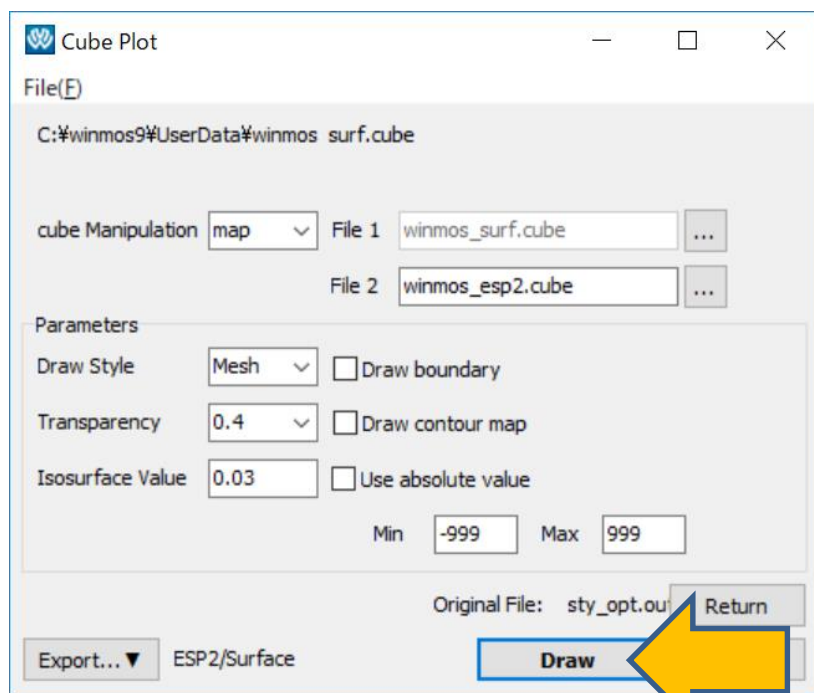 Cube Plot
File(F)
C:¥winmos9¥UserData¥winmos surf.cube
cube Manipulation map File 1 winmos_surf.cube ...
File 2 winmos_esp2.cube ...
Parameters
Draw Style Mesh Draw boundary
Transparency 0.4 Draw contour map
Isosurface Value 0.03 Use absolute value
Min -999 Max 999
Original File: sty_opt.out Return
Export...▼ ESP2/Surface Draw